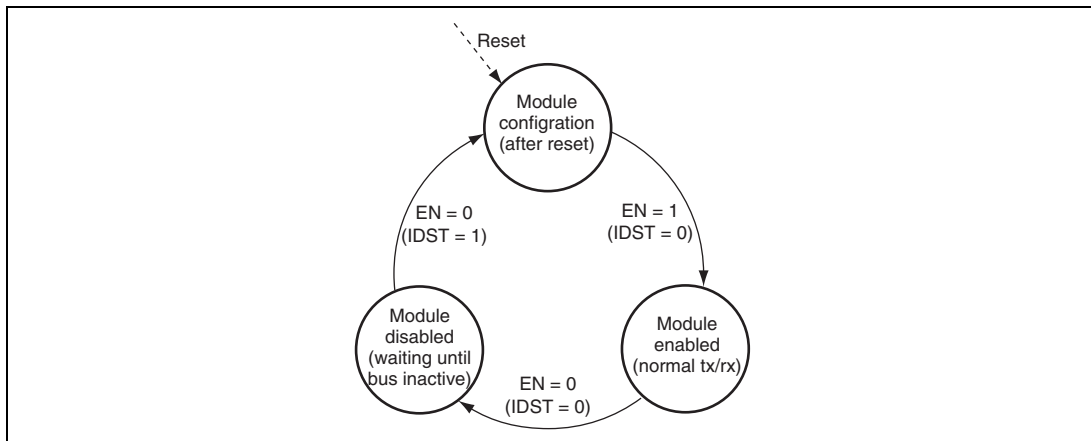 Reset
Module
configration
(after reset)
EN = 0
(IDST = 1)
EN = 1
(IDST = 0)
Module
disabled
(waiting until
bus inactive)
Module
enabled
(normal tx/rx)
EN = 0
(IDST = 0)